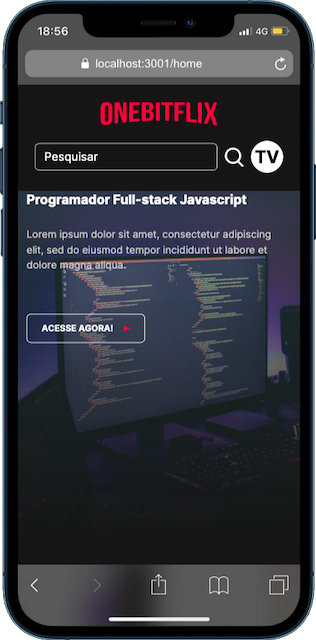 18:56
4G
localhost:3001/home
ONEBITFLIX
Pesquisar
TV
Programador Full-stack Javascript
Lorem ipsum dolor sit amet, consectetur adipiscing
elit, sed do eiusmod tempor incididunt ut labore et
dolore magna aliqua.
ACESSE AGORA!